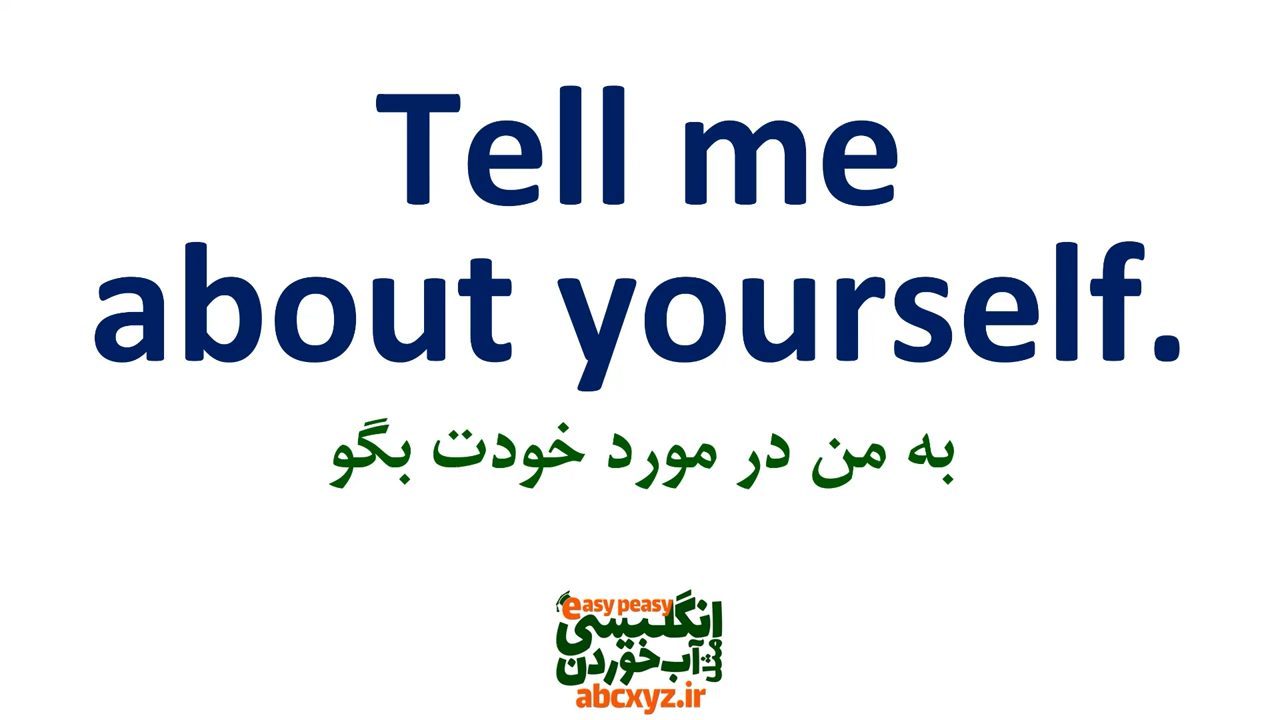 Tell me
about yourself.
به من در مورد خودت بگو
easy peasy
انگلیسی
مثل آب خوردن
abcxyz.ir